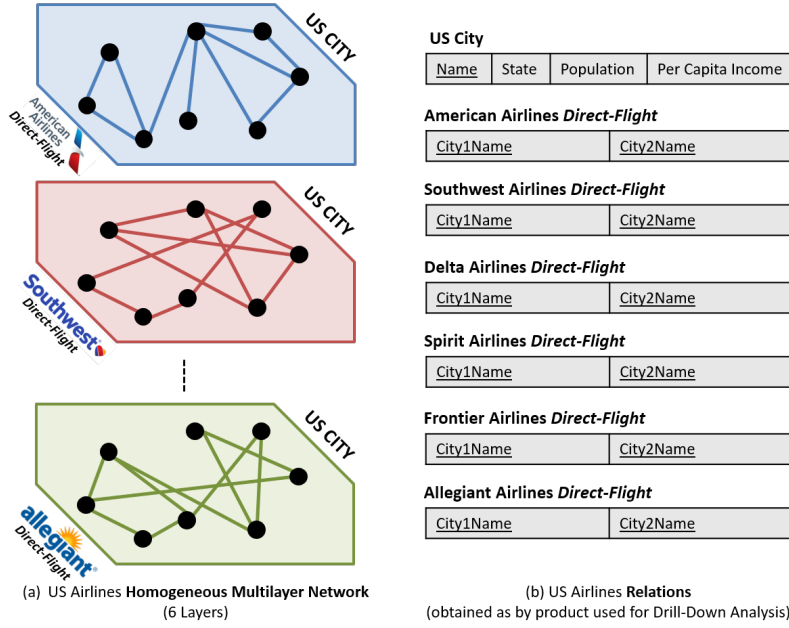 US CITY
American
Airlines
Direct-Flight
US CITY
Southwest
Direct-Flight
US CITY
allegiant
Direct-Flight
(a) US Airlines Homogeneous Multilayer Network
(6 Layers)
US City
Name State Population Per Capita Income
American Airlines Direct-Flight
City1Name City2Name
Southwest Airlines Direct-Flight
City1Name City2Name
Delta Airlines Direct-Flight
City1Name City2Name
Spirit Airlines Direct-Flight
City1Name City2Name
Frontier Airlines Direct-Flight
City1Name City2Name
Allegiant Airlines Direct-Flight
City1Name City2Name
(b) US Airlines Relations
(obtained as by product used for Drill-Down Analysis)